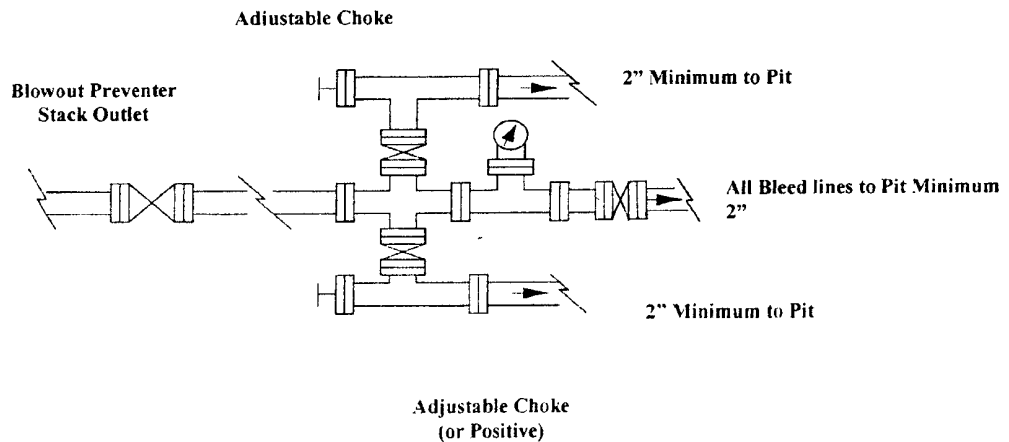 Adjustable Choke
2” Minimum to Pit
Blowout Preventer
Stack Outlet
All Bleed lines to Pit Minimum
2”
2” Minimum to Pit
Adjustable Choke
(or Positive)